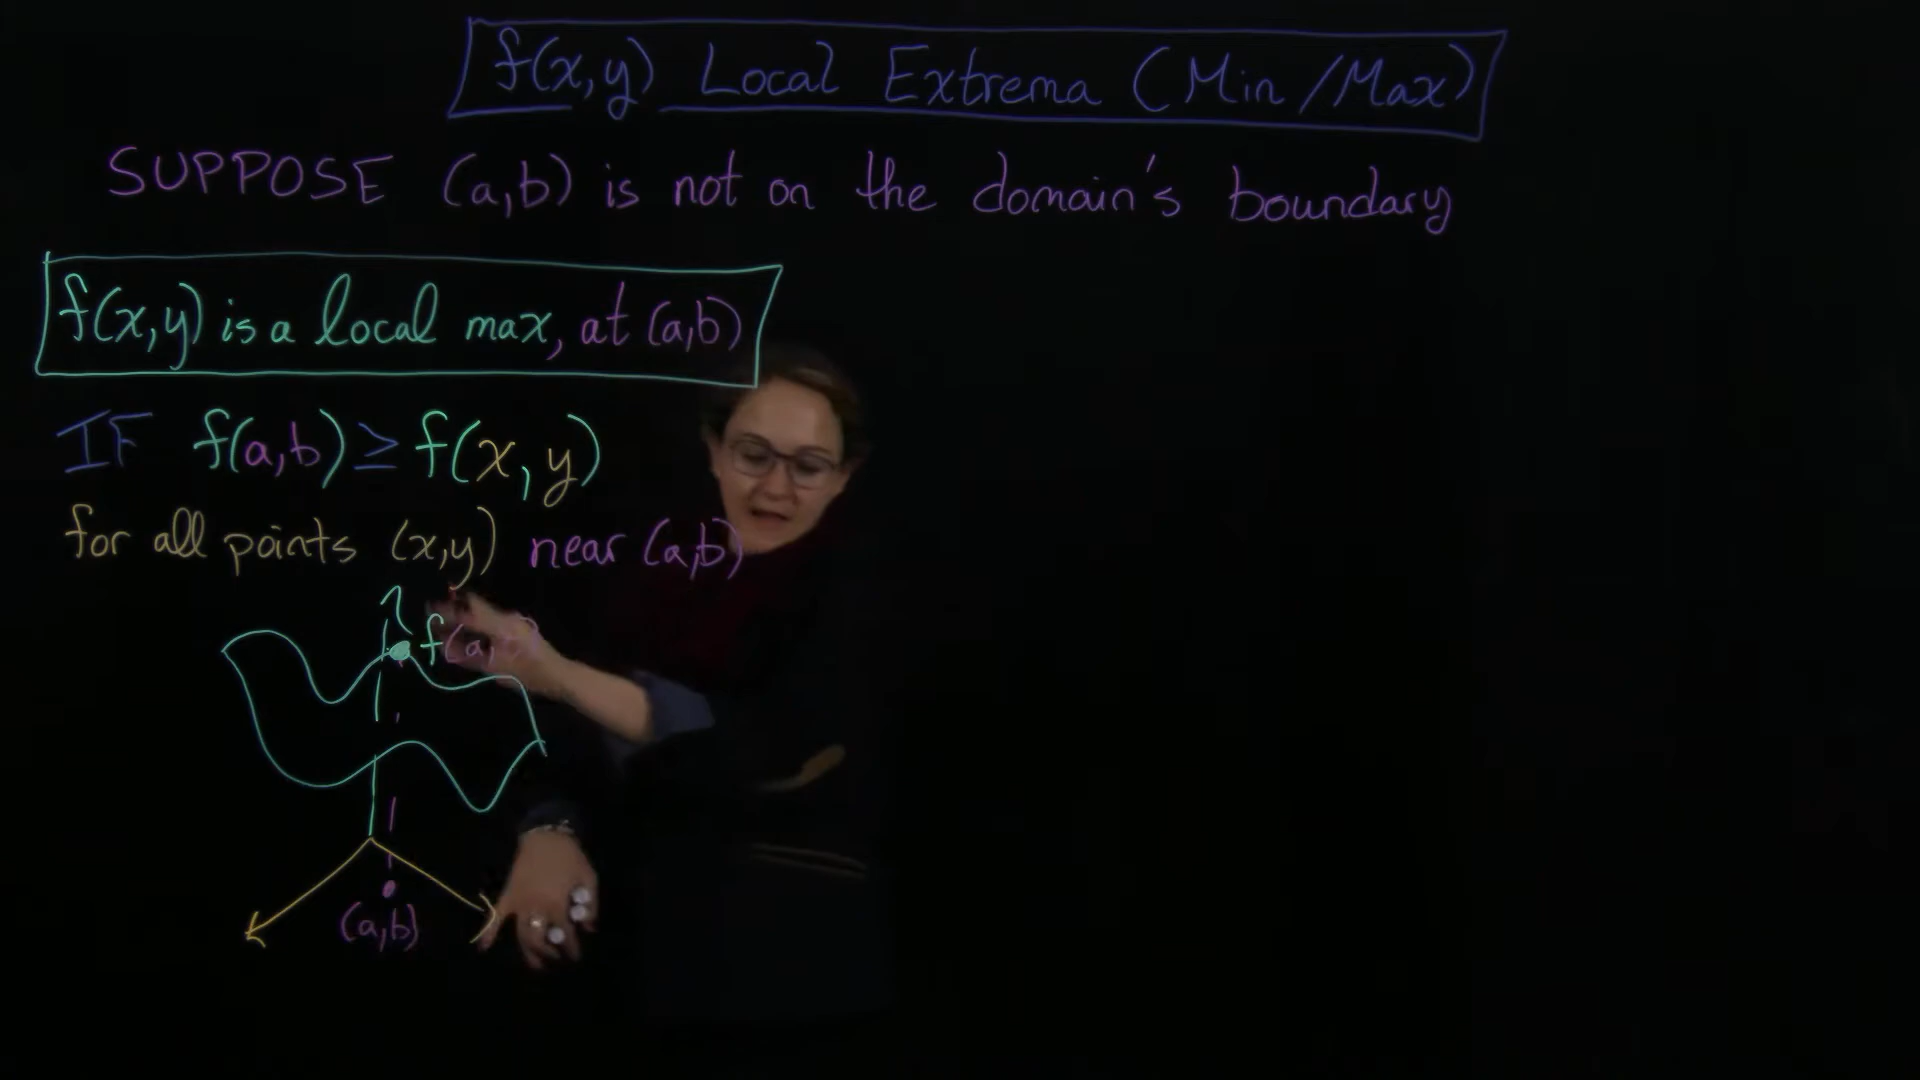 f(x,y) Local Extrema (Min/Max)
SUPPOSE (a,b) is not on the domain's boundary
f(x,y) is a local max, at (a,b)
IF f(a,b) ≥ f(x,y)
for all points (x,y) near (a,b)
f(a,b)
(a,b)